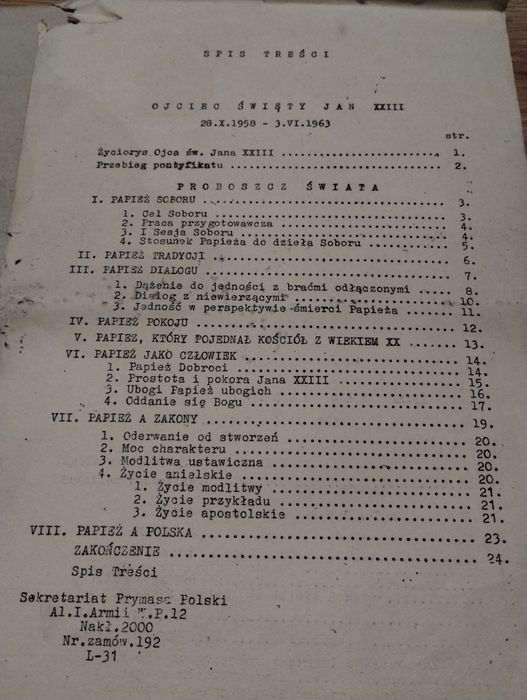 SPIS TREŚCI
OJCIEC ŚWIĘTY JAN XXIII
28.X.1958 - 3.VI.1963
str.
Życiorys Ojca św. Jana XXIII ........................ 1.
Przebieg pontyfikatu ................................ 2.
PROBOSZCZ ŚWIATA
I. PAPIEŻ SOBORU .................................... 3.
1. Cel Soboru ....................................... 3.
2. Praca przygotowawcza ............................. 4.
3. I Sesja Soboru ................................... 4.
4. Stosunek Papieża do dzieła Soboru ................ 5.
II. PAPIEŻ TRADYCJI ................................. 6.
III. PAPIEŻ DIALOGU ................................. 7.
1. Dążenie do jedności z braćmi odłączonymi ......... 8.
2. Dialog z niewierzącymi ........................... 10.
3. Jedność w perspektywie śmierci Papieża ........... 11.
IV. PAPIEŻ POKOJU ................................... 12.
V. PAPIEŻ, KTÓRY POJEDNAŁ KOŚCIÓŁ Z WIEKIEM XX ...... 13.
VI. PAPIEŻ JAKO CZŁOWIEK ............................ 14.
1. Papież Dobroci ................................... 14.
2. Prostota i pokora Jana XXIII ..................... 15.
3. Ubogi Papież ubogich ............................. 16.
4. Oddanie się Bogu ................................. 17.
VII. PAPIEŻ A ZAKONY ................................ 19.
1. Oderwanie od stworzeń ............................ 20.
2. Moc charakteru ................................... 20.
3. Modlitwa ustawiczna .............................. 20.
4. Życie anielskie .................................. 20.
1. Życie modlitwy ................................... 21.
2. Życie przykładu .................................. 21.
3. Życie apostolskie ................................ 21.
VIII. PAPIEŻ A POLSKA ............................... 23.
ZAKOŃCZENIE ......................................... 24.
Spis Treści
Sekretariat Prymasa Polski
Al.I.Armii W.P.12
Nakl.2000
Nr.zamów.192
L-31